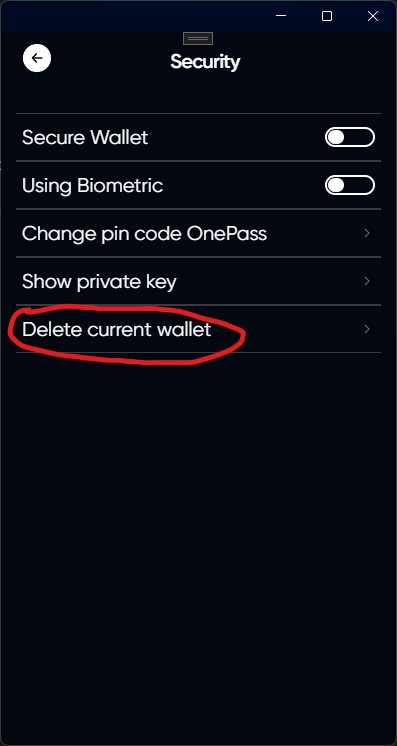 Security
Secure Wallet
Using Biometric
Change pin code OnePass
Show private key
Delete current wallet